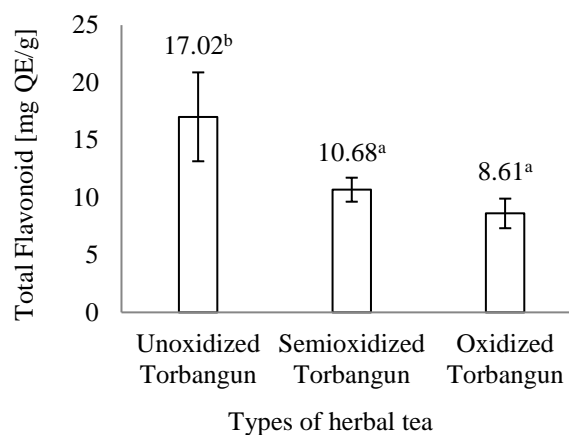 Total Flavonoid [mg QE/g]
25
20
15
10
5
0
17.02ᵇ
10.68ᵃ
8.61ᵃ
Unoxidized Semioxidized Oxidized
Torbangun Torbangun Torbangun
Types of herbal tea